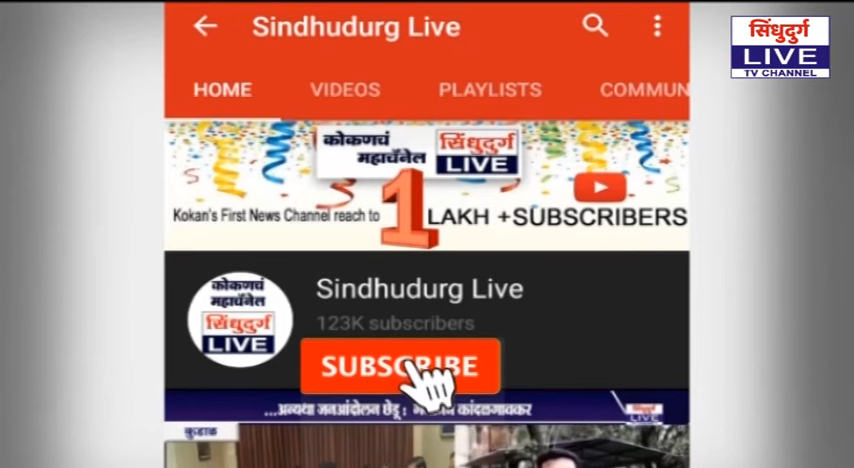 Sindhudurg Live
सिंधुदुर्ग
LIVE
TV CHANNEL
HOME VIDEOS PLAYLISTS COMMUN
कोकणचं
महाचॅनेल
सिंधुदुर्ग
LIVE
Kokan's First News Channel reach to 1 LAKH +SUBSCRIBERS
कोकणचं
महाचॅनेल
सिंधुदुर्ग
LIVE
Sindhudurg Live
123K subscribers
SUBSCRIBE
...अन्यथा जनआंदोलन छेडू : कांदळगावकर
सिंधुदुर्ग
LIVE
कुडाळ